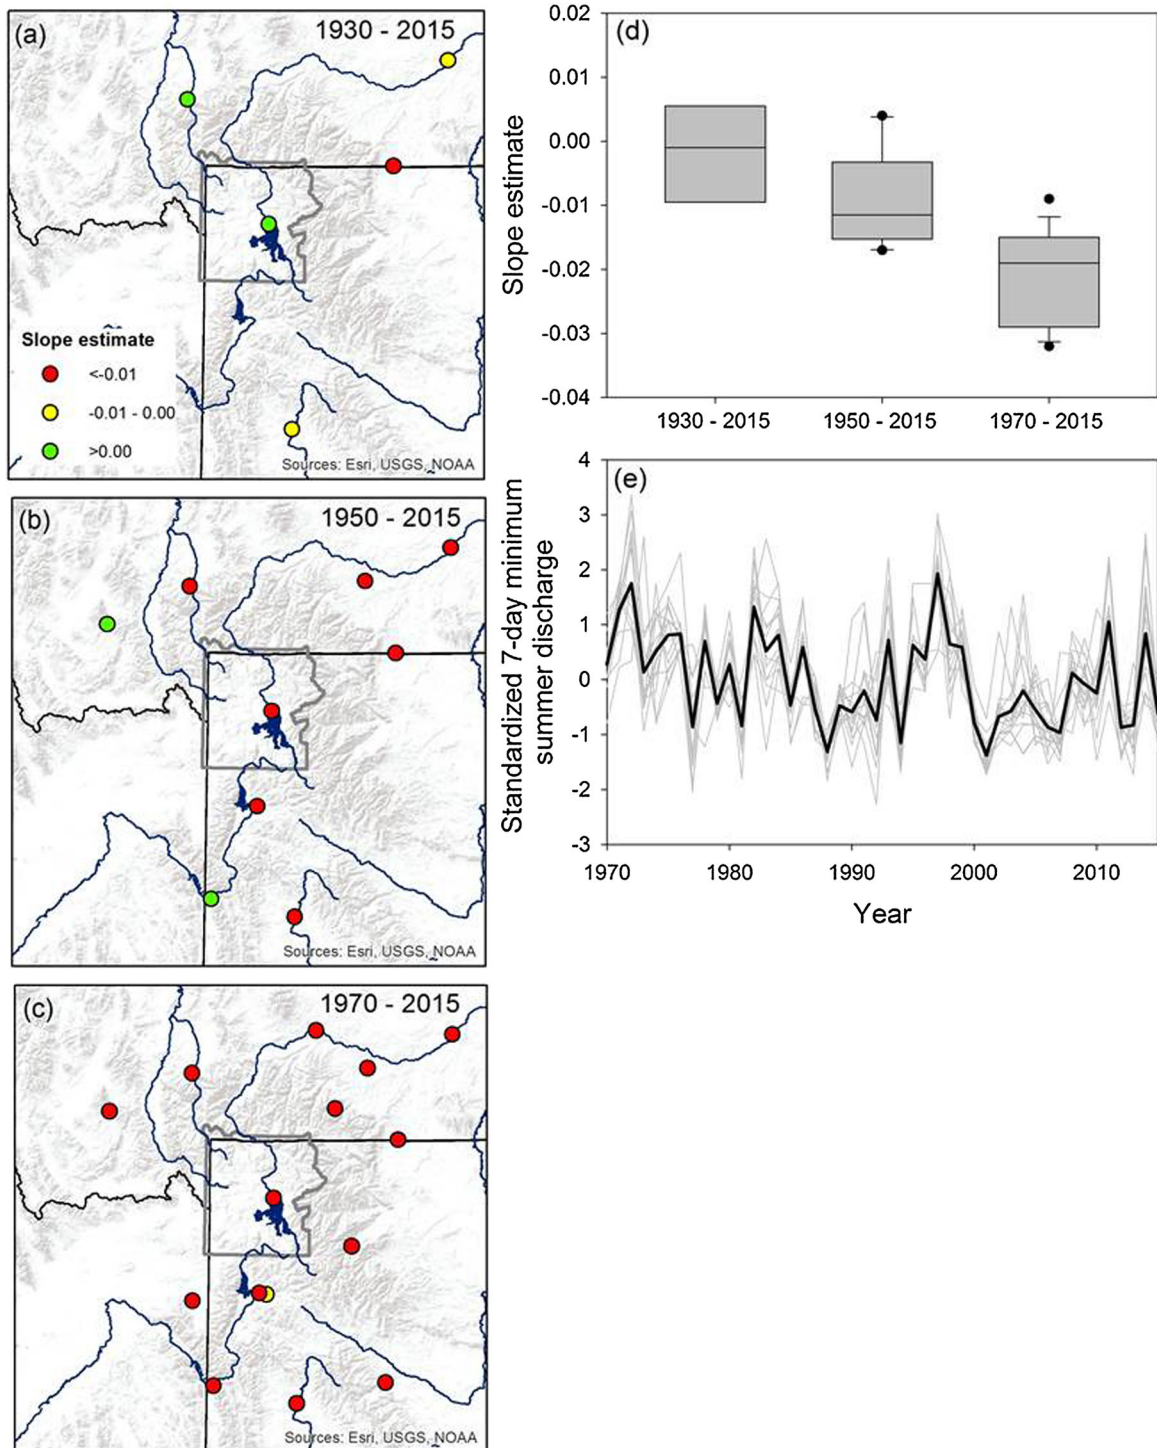 (a)
1930 - 2015
Slope estimate
<-0.01
-0.01 - 0.00
>0.00
Sources: Esri, USGS, NOAA
(b)
1950 - 2015
Sources: Esri, USGS, NOAA
(c)
1970 - 2015
Sources: Esri, USGS, NOAA
(d)
Slope estimate
0.02
0.01
0.00
-0.01
-0.02
-0.03
-0.04
1930 - 2015
1950 - 2015
1970 - 2015
(e)
Standardized 7-day minimum
summer discharge
4
3
2
1
0
-1
-2
-3
1970
1980
1990
2000
2010
Year